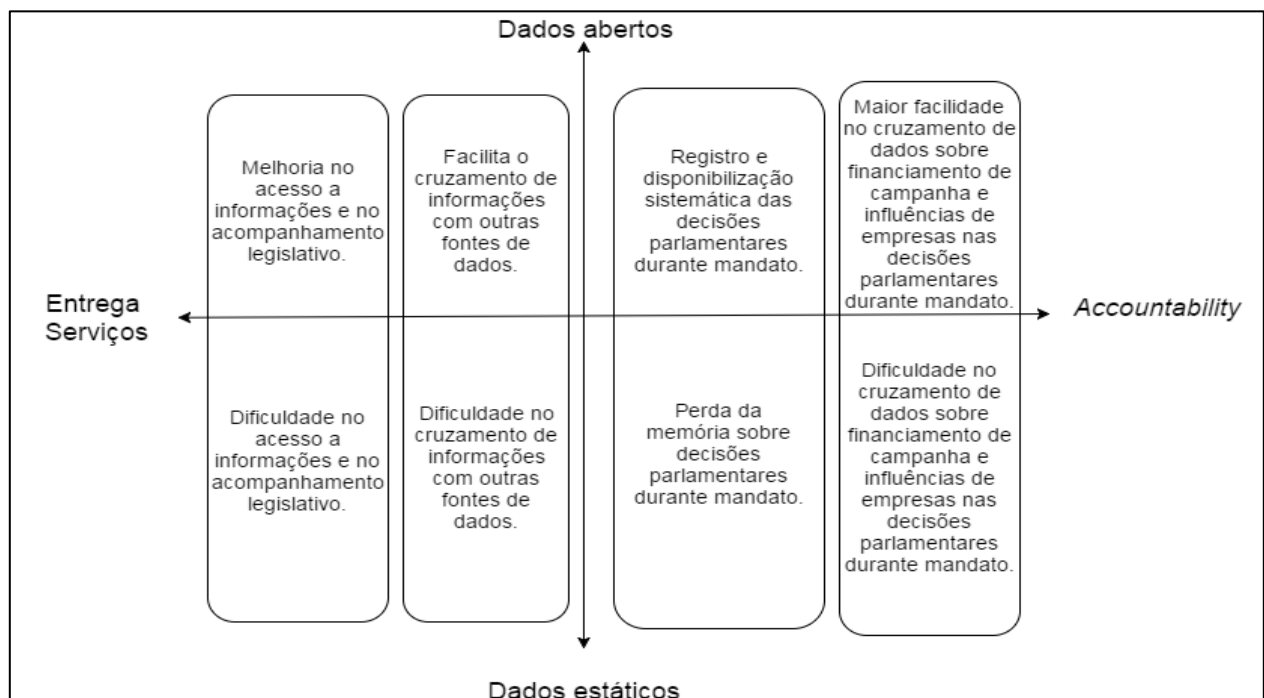 Dados abertos
Melhoria no
acesso a
informações e no
acompanhamento
legislativo.
Facilita o
cruzamento de
informações
com outras
fontes de
dados.
Registro e
disponibilização
sistemática das
decisões
parlamentares
durante mandato.
Maior facilidade
no cruzamento de
dados sobre
financiamento de
campanha e
influências de
empresas nas
decisões
parlamentares
durante mandato.
Entrega
Serviços
Accountability
Dificuldade no
acesso a
informações e no
acompanhamento
legislativo.
Dificuldade no
cruzamento de
informações
com outras
fontes de
dados.
Perda da
memória sobre
decisões
parlamentares
durante mandato.
Dificuldade no
cruzamento de
dados sobre
financiamento de
campanha e
influências de
empresas nas
decisões
parlamentares
durante mandato.
Dados estáticos